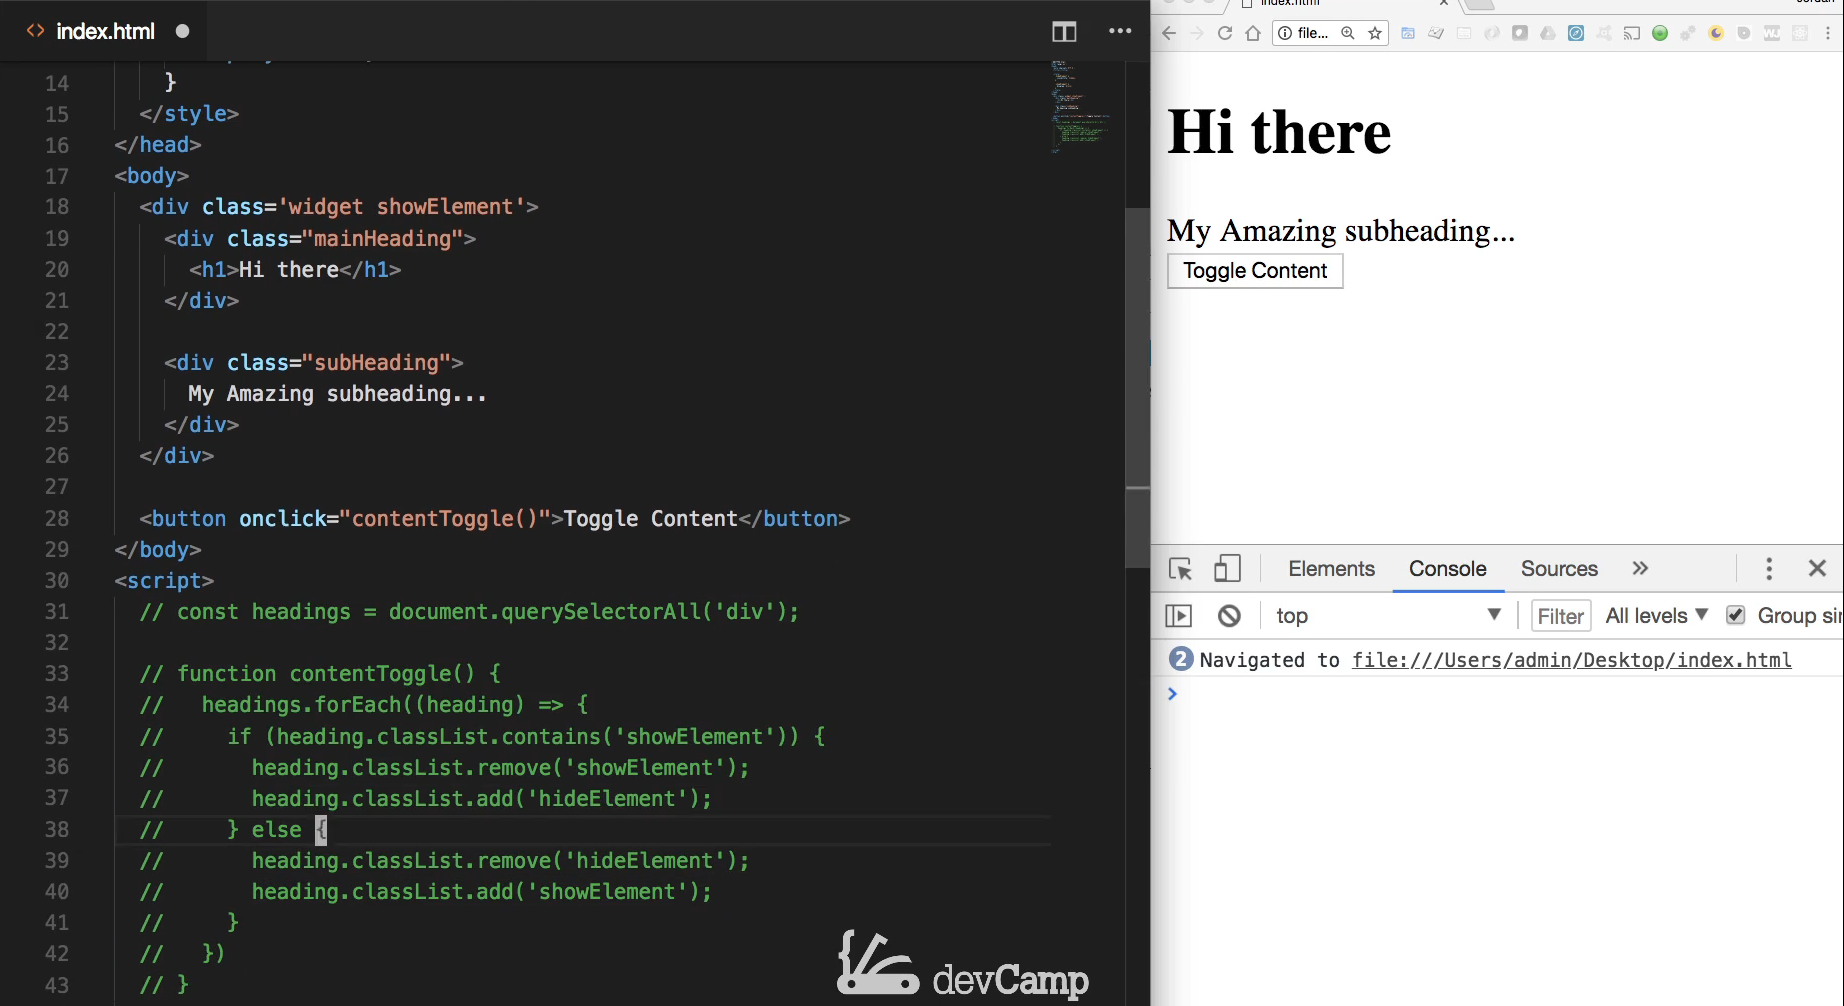 index.html
14 }
15 </style>
16 </head>
17 <body>
18 <div class='widget showElement'>
19 <div class="mainHeading">
20 <h1>Hi there</h1>
21 </div>
22
23 <div class="subHeading">
24 My Amazing subheading...
25 </div>
26 </div>
27
28 <button onclick="contentToggle()">Toggle Content</button>
29 </body>
30 <script>
31 // const headings = document.querySelectorAll('div');
32
33 // function contentToggle() {
34 // headings.forEach((heading) => {
35 // if (heading.classList.contains('showElement')) {
36 // heading.classList.remove('showElement');
37 // heading.classList.add('hideElement');
38 // } else {
39 // heading.classList.remove('hideElement');
40 // heading.classList.add('showElement');
41 // }
42 // })
43 // }
devCamp
index.html
Jordan
file...
Hi there
My Amazing subheading...
Toggle Content
Elements Console Sources
top Filter All levels Group sir
2 Navigated to file:///Users/admin/Desktop/index.html